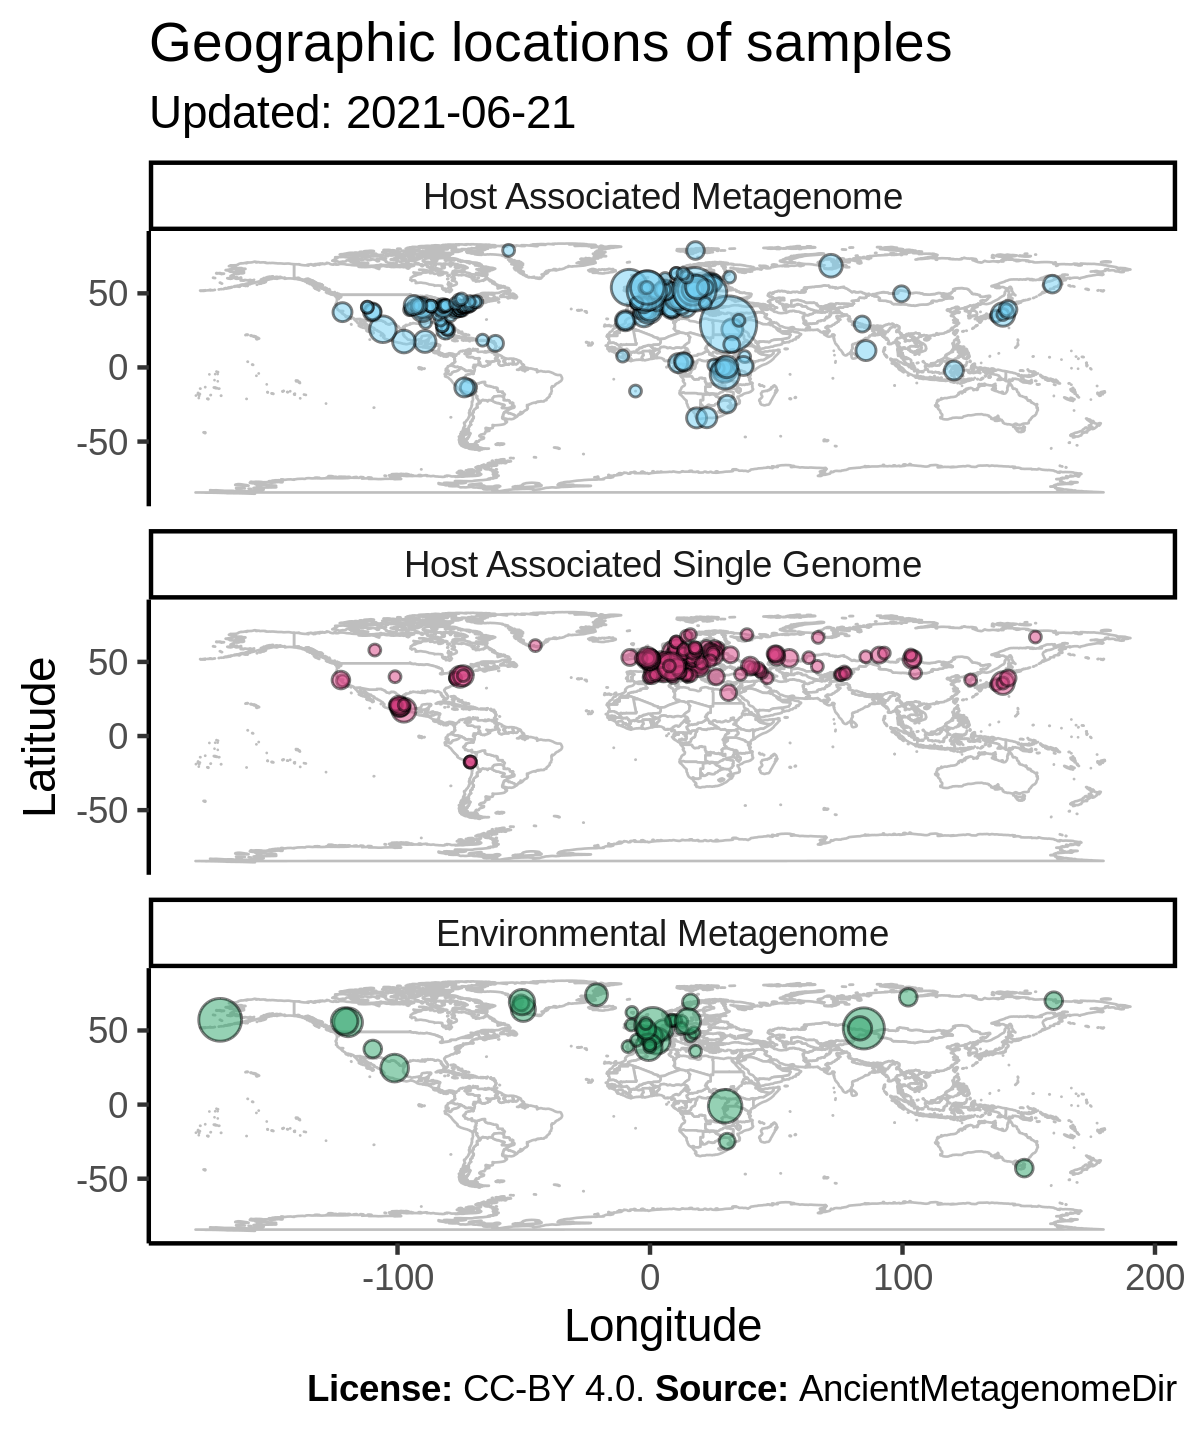 Geographic locations of samples
Updated: 2021-06-21
Host Associated Metagenome
50
0
-50
Host Associated Single Genome
50
0
-50
Latitude
Environmental Metagenome
50
0
-50
-100 0 100 200
Longitude
License: CC-BY 4.0. Source: AncientMetagenomeDir